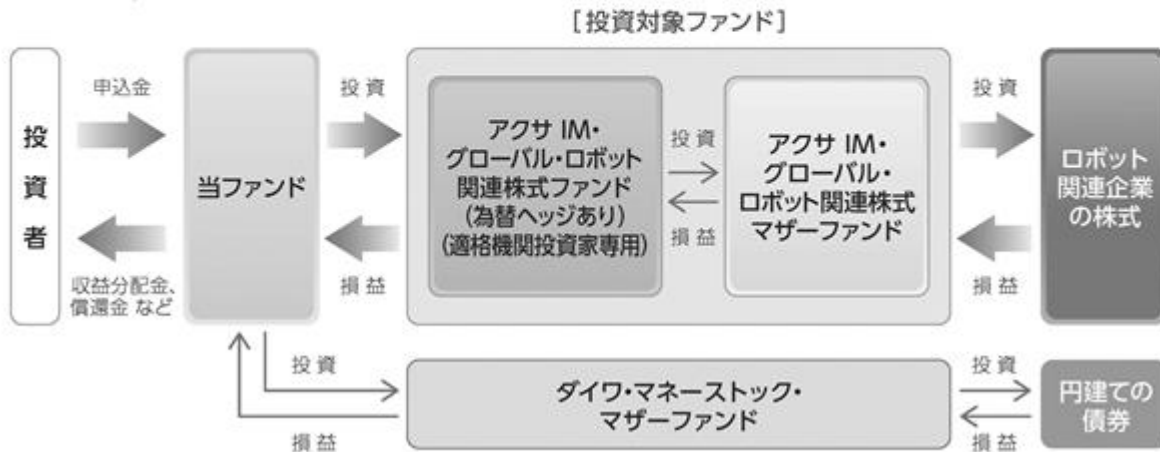 [投資対象ファンド]
投資者
申込金
収益分配金、
償還金 など
当ファンド
投資
損益
アクサ IM・
グローバル・ロボット
関連株式ファンド
(為替ヘッジあり)
(適格機関投資家専用)
投資
損益
アクサ IM・
グローバル・
ロボット関連株式
マザーファンド
投資
損益
ロボット
関連企業
の株式
投資
損益
ダイワ・マネーストック・
マザーファンド
投資
損益
円建ての
債券